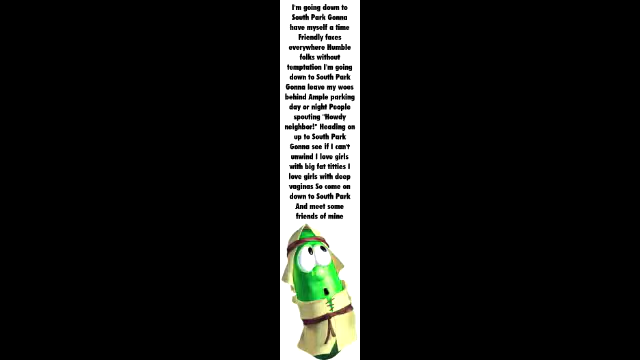 I'm going down to
South Park Gonna
have myself a time
Friendly faces
everywhere Humble
folks without
temptation I'm going
down to South Park
Gonna leave my woes
behind Ample parking
day or night People
spouting "Howdy
neighbor!" Heading on
up to South Park
Gonna see if I can't
unwind I love girls
with big fat titties I
love girls with deep
vaginas So come on
down to South Park
And meet some
friends of mine